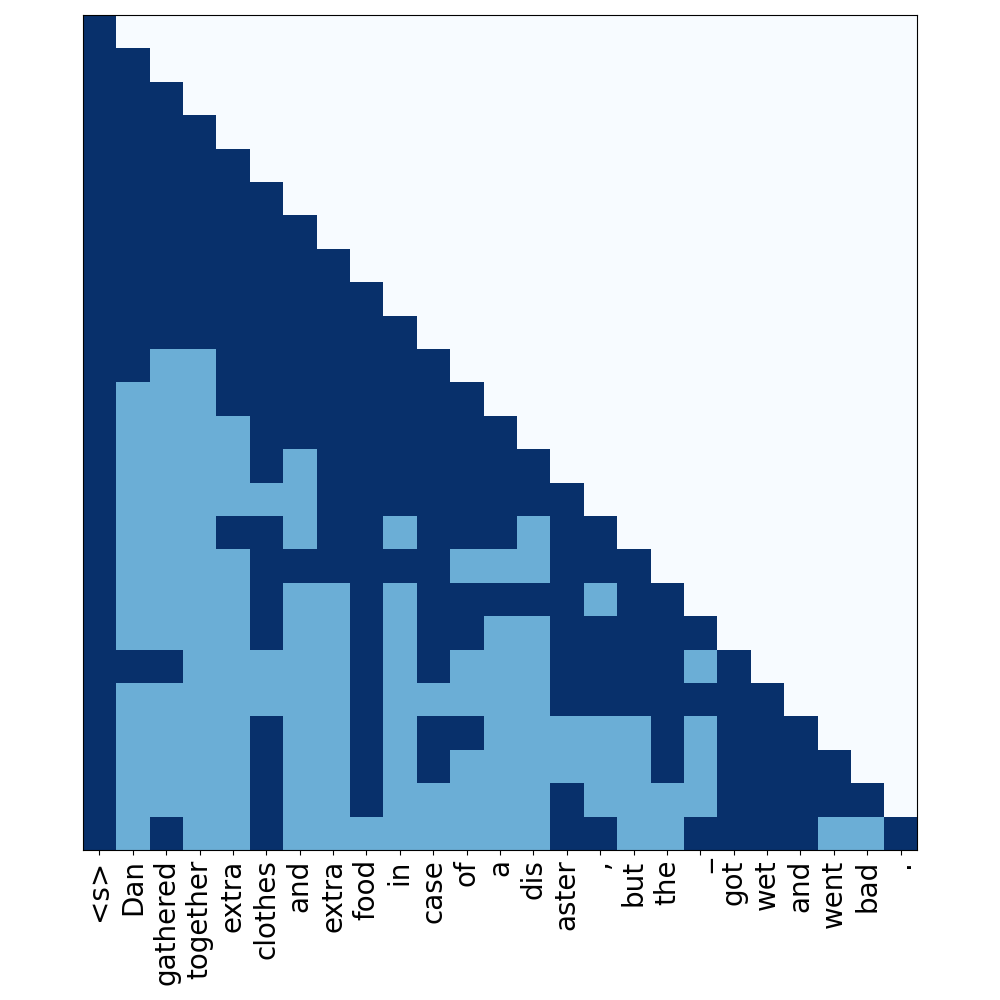 <s> Dan gathered together extra clothes and extra food in case of a dis aster , but the _ got wet and went bad .